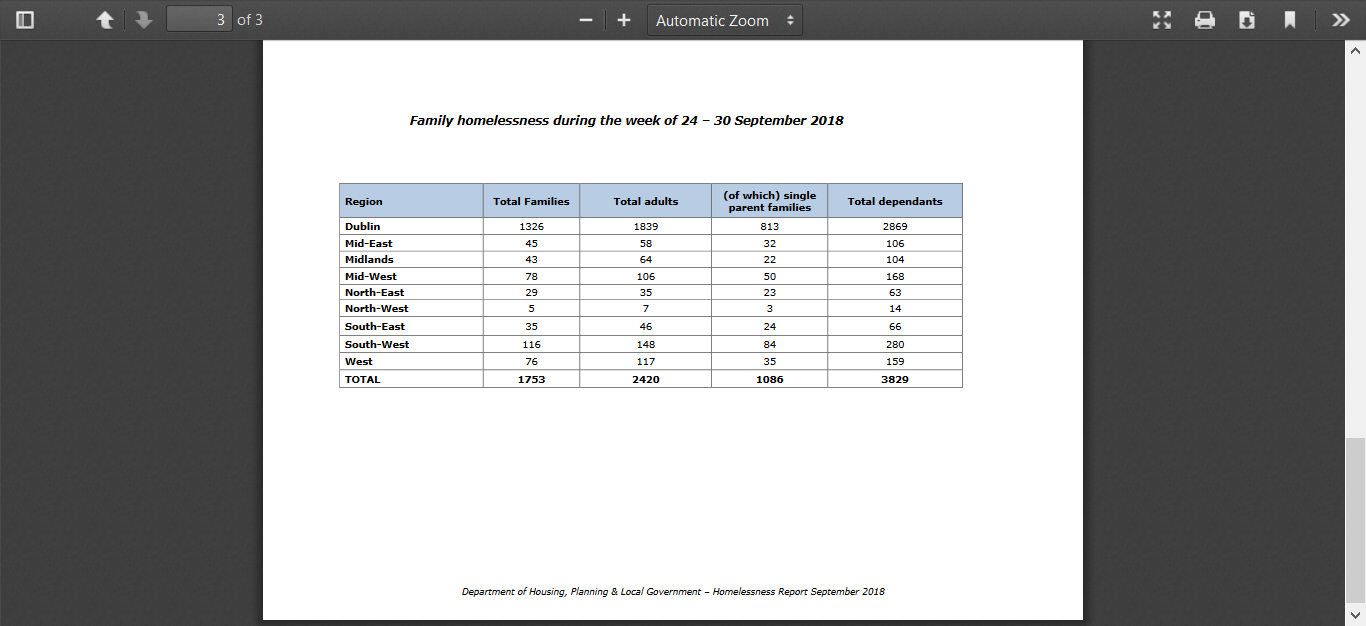 3 of 3 Automatic Zoom
Family homelessness during the week of 24 – 30 September 2018
Region Total Families Total adults (of which) single parent families Total dependants
Dublin 1326 1839 813 2869
Mid-East 45 58 32 106
Midlands 43 64 22 104
Mid-West 78 106 50 168
North-East 29 35 23 63
North-West 5 7 3 14
South-East 35 46 24 66
South-West 116 148 84 280
West 76 117 35 159
TOTAL 1753 2420 1086 3829
Department of Housing, Planning & Local Government – Homelessness Report September 2018